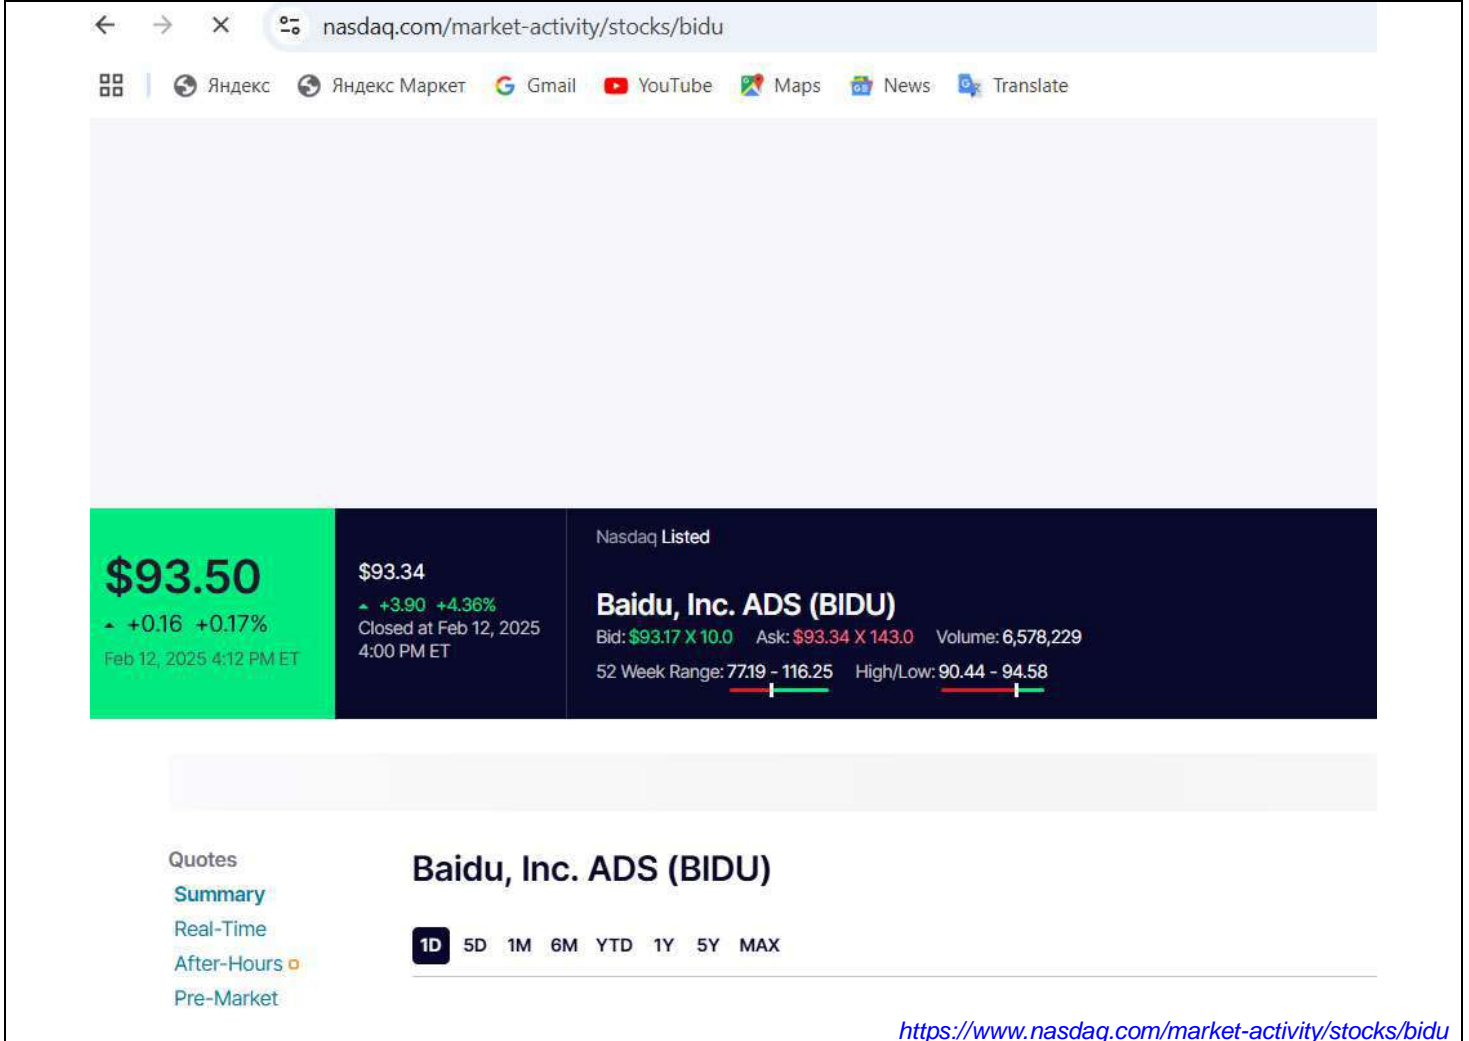 nasdaq.com/market-activity/stocks/bidu
Яндекс Яндекс Маркет Gmail YouTube Maps News Translate
$93.50
+0.16 +0.17%
Feb 12, 2025 4:12 PM ET
$93.34
+3.90 +4.36%
Closed at Feb 12, 2025
4:00 PM ET
Nasdaq Listed
Baidu, Inc. ADS (BIDU)
Bid: $93.17 X 10.0 Ask: $93.34 X 143.0 Volume: 6,578,229
52 Week Range: 77.19 - 116.25 High/Low: 90.44 - 94.58
Quotes
Summary
Real-Time
After-Hours
Pre-Market
Baidu, Inc. ADS (BIDU)
1D 5D 1M 6M YTD 1Y 5Y MAX
https://www.nasdaq.com/market-activity/stocks/bidu